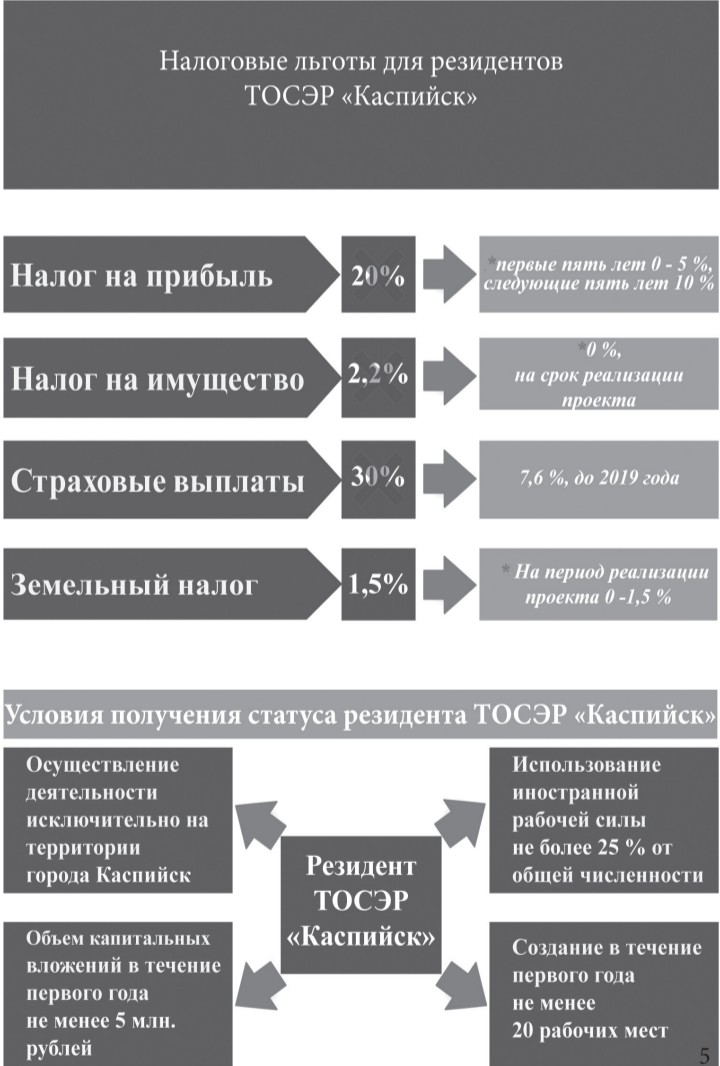 Налоговые льготы для резидентов
ТОСЭР «Каспийск»
Налог на прибыль
20%
*первые пять лет 0 - 5 %,
следующие пять лет 10 %
Налог на имущество
2,2%
*0 %,
на срок реализации
проекта
Страховые выплаты
30%
7,6 %, до 2019 года
Земельный налог
1,5%
* На период реализации
проекта 0 -1,5 %
Условия получения статуса резидента ТОСЭР «Каспийск»
Осуществление
деятельности
исключительно на
территории
города Каспийск
Использование
иностранной
рабочей силы
не более 25 % от
общей численности
Резидент
ТОСЭР
«Каспийск»
Объем капитальных
вложений в течение
первого года
не менее 5 млн.
рублей
Создание в течение
первого года
не менее
20 рабочих мест
5